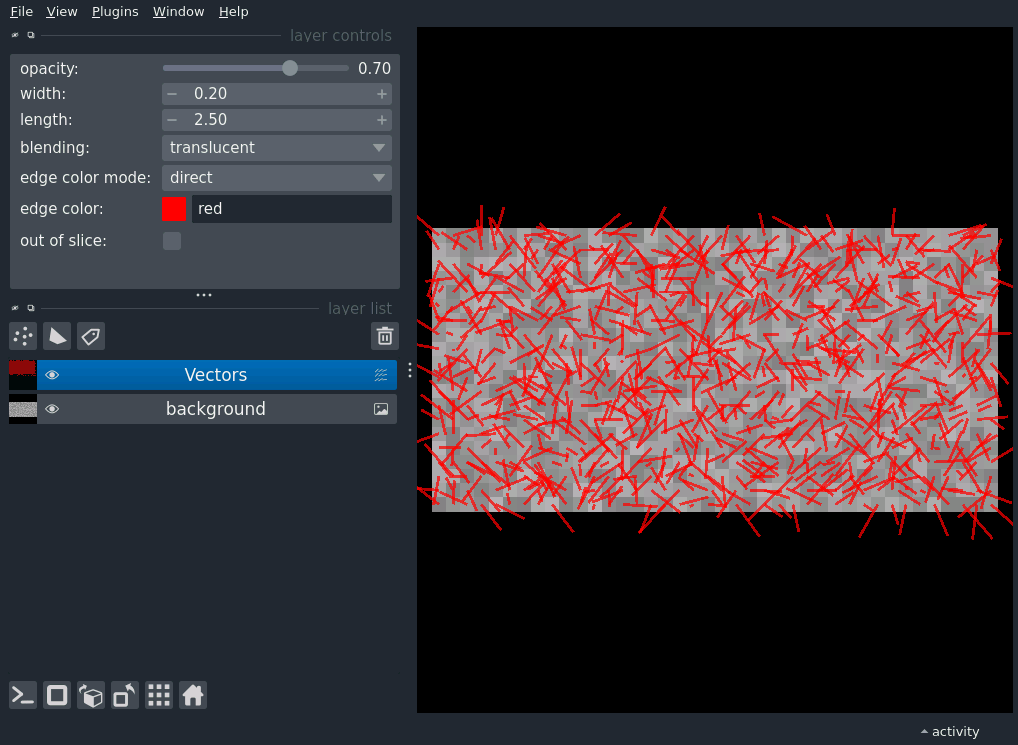 File View Plugins Window Help
layer controls
opacity: 0.70
width: − 0.20 +
length: − 2.50 +
blending: translucent
edge color mode: direct
edge color: red
out of slice:
layer list
Vectors
background
activity